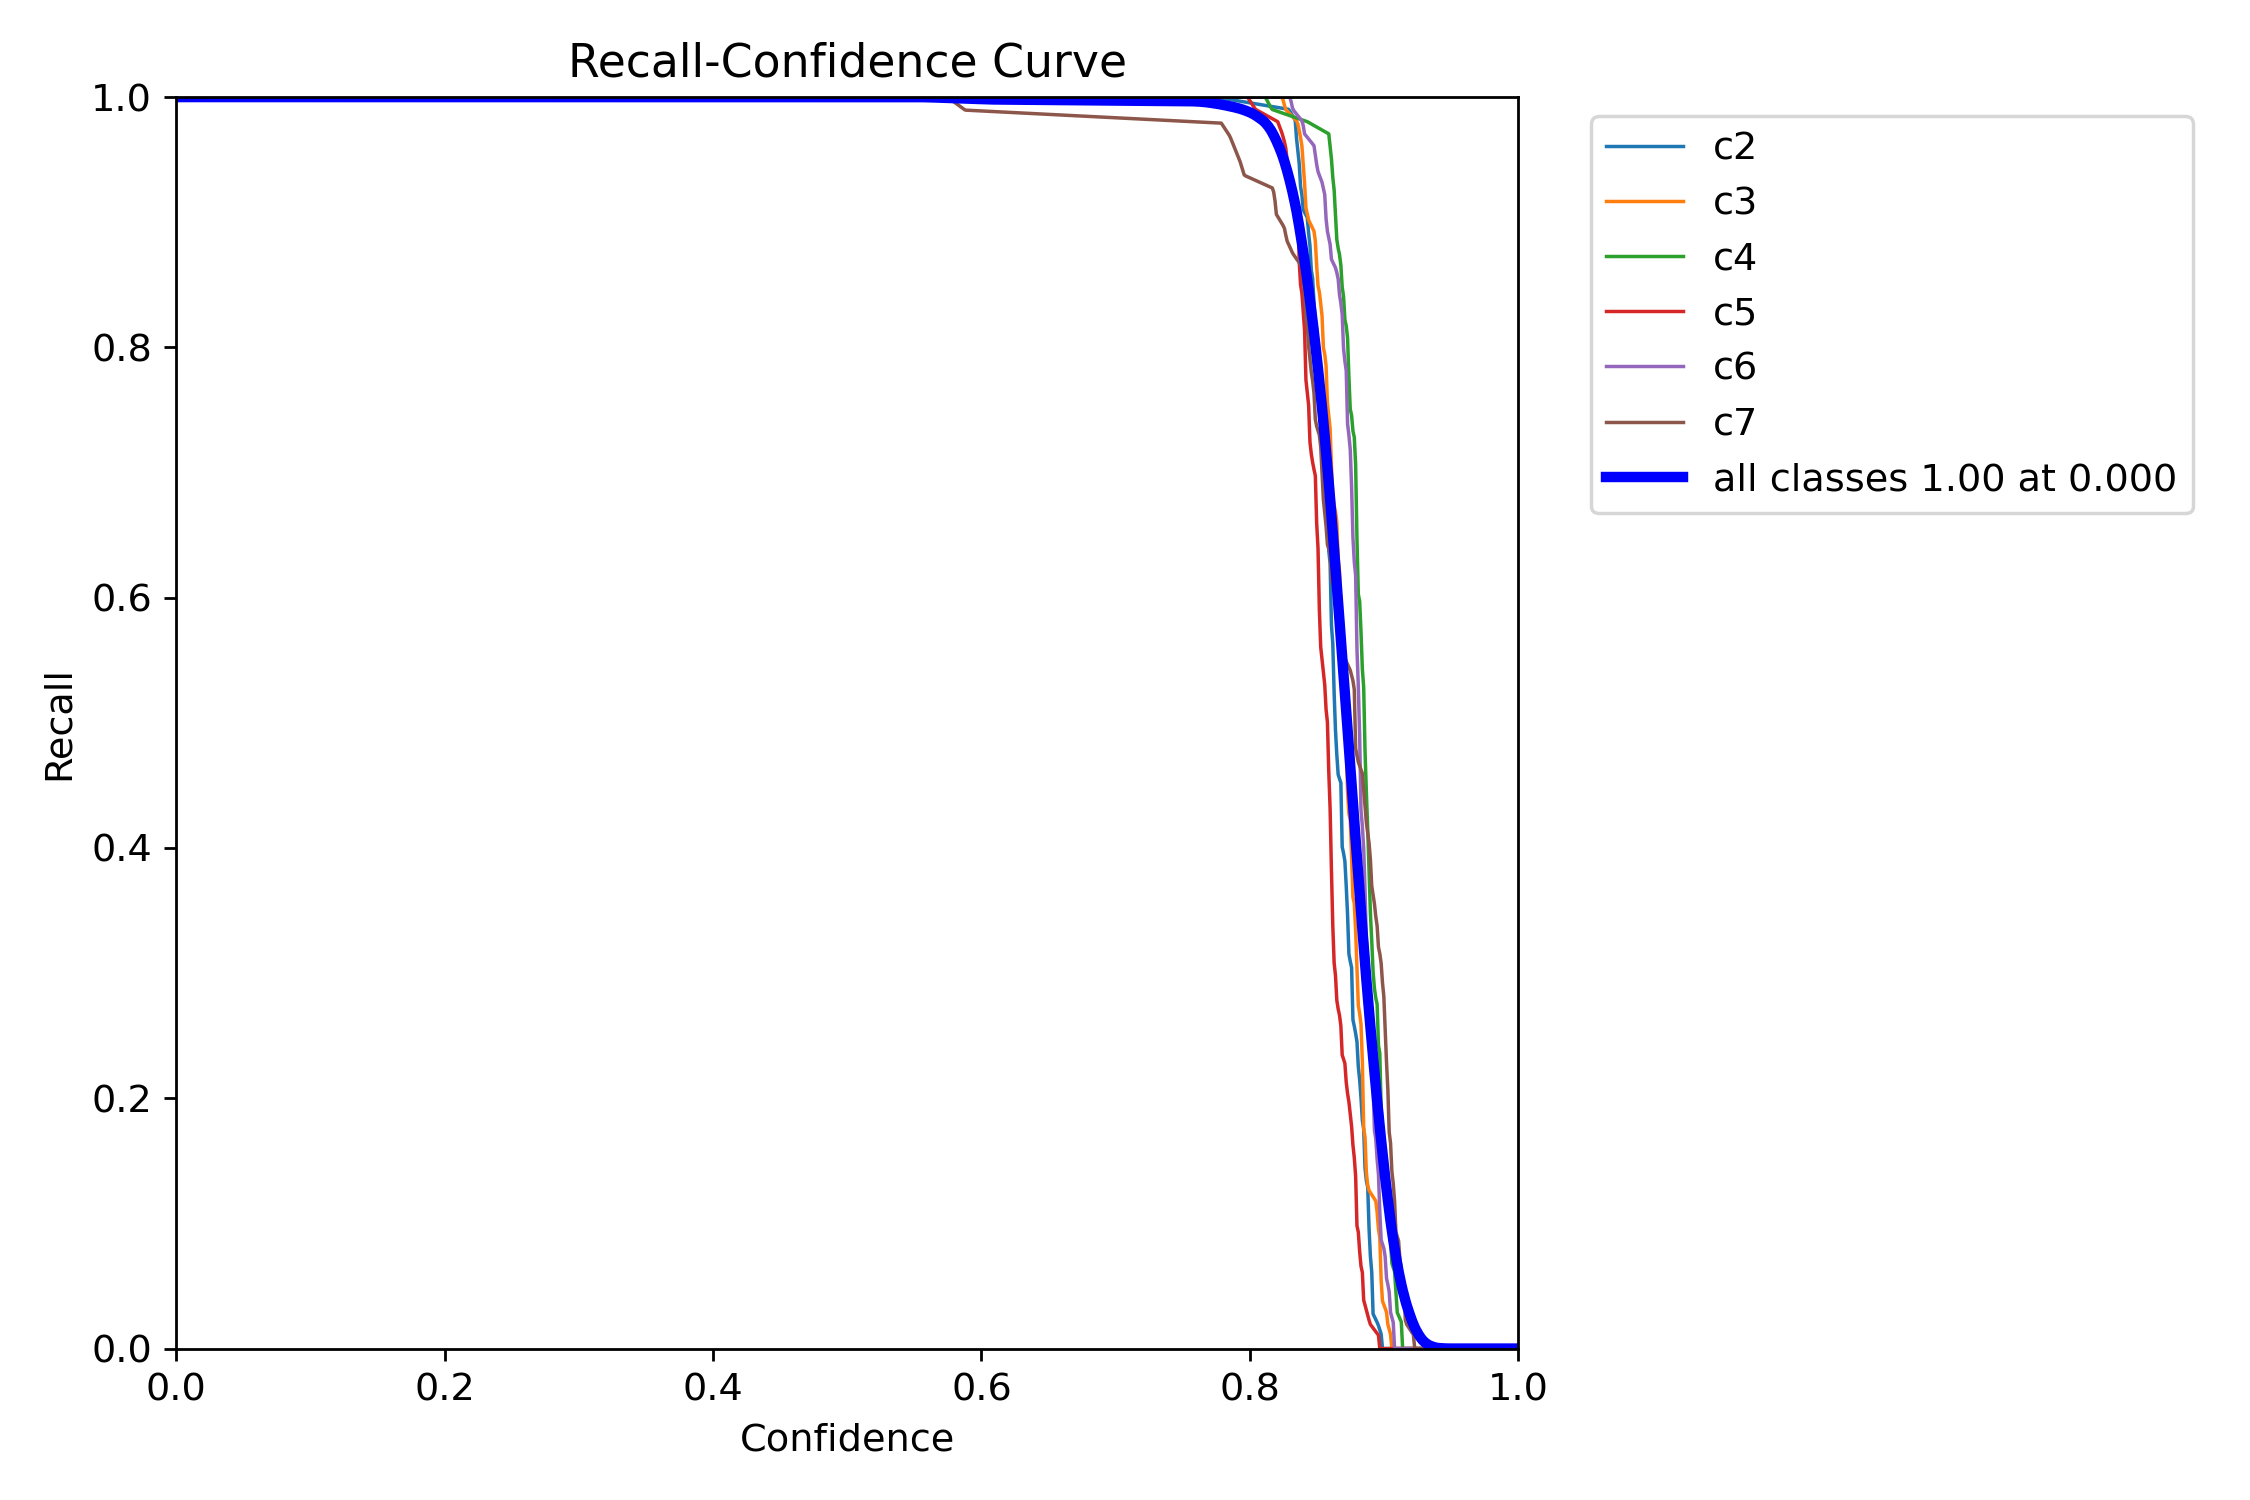 Recall-Confidence Curve
1.0
0.8
0.6
0.4
0.2
0.0
Recall
0.0 0.2 0.4 0.6 0.8 1.0
Confidence
c2
c3
c4
c5
c6
c7
all classes 1.00 at 0.000